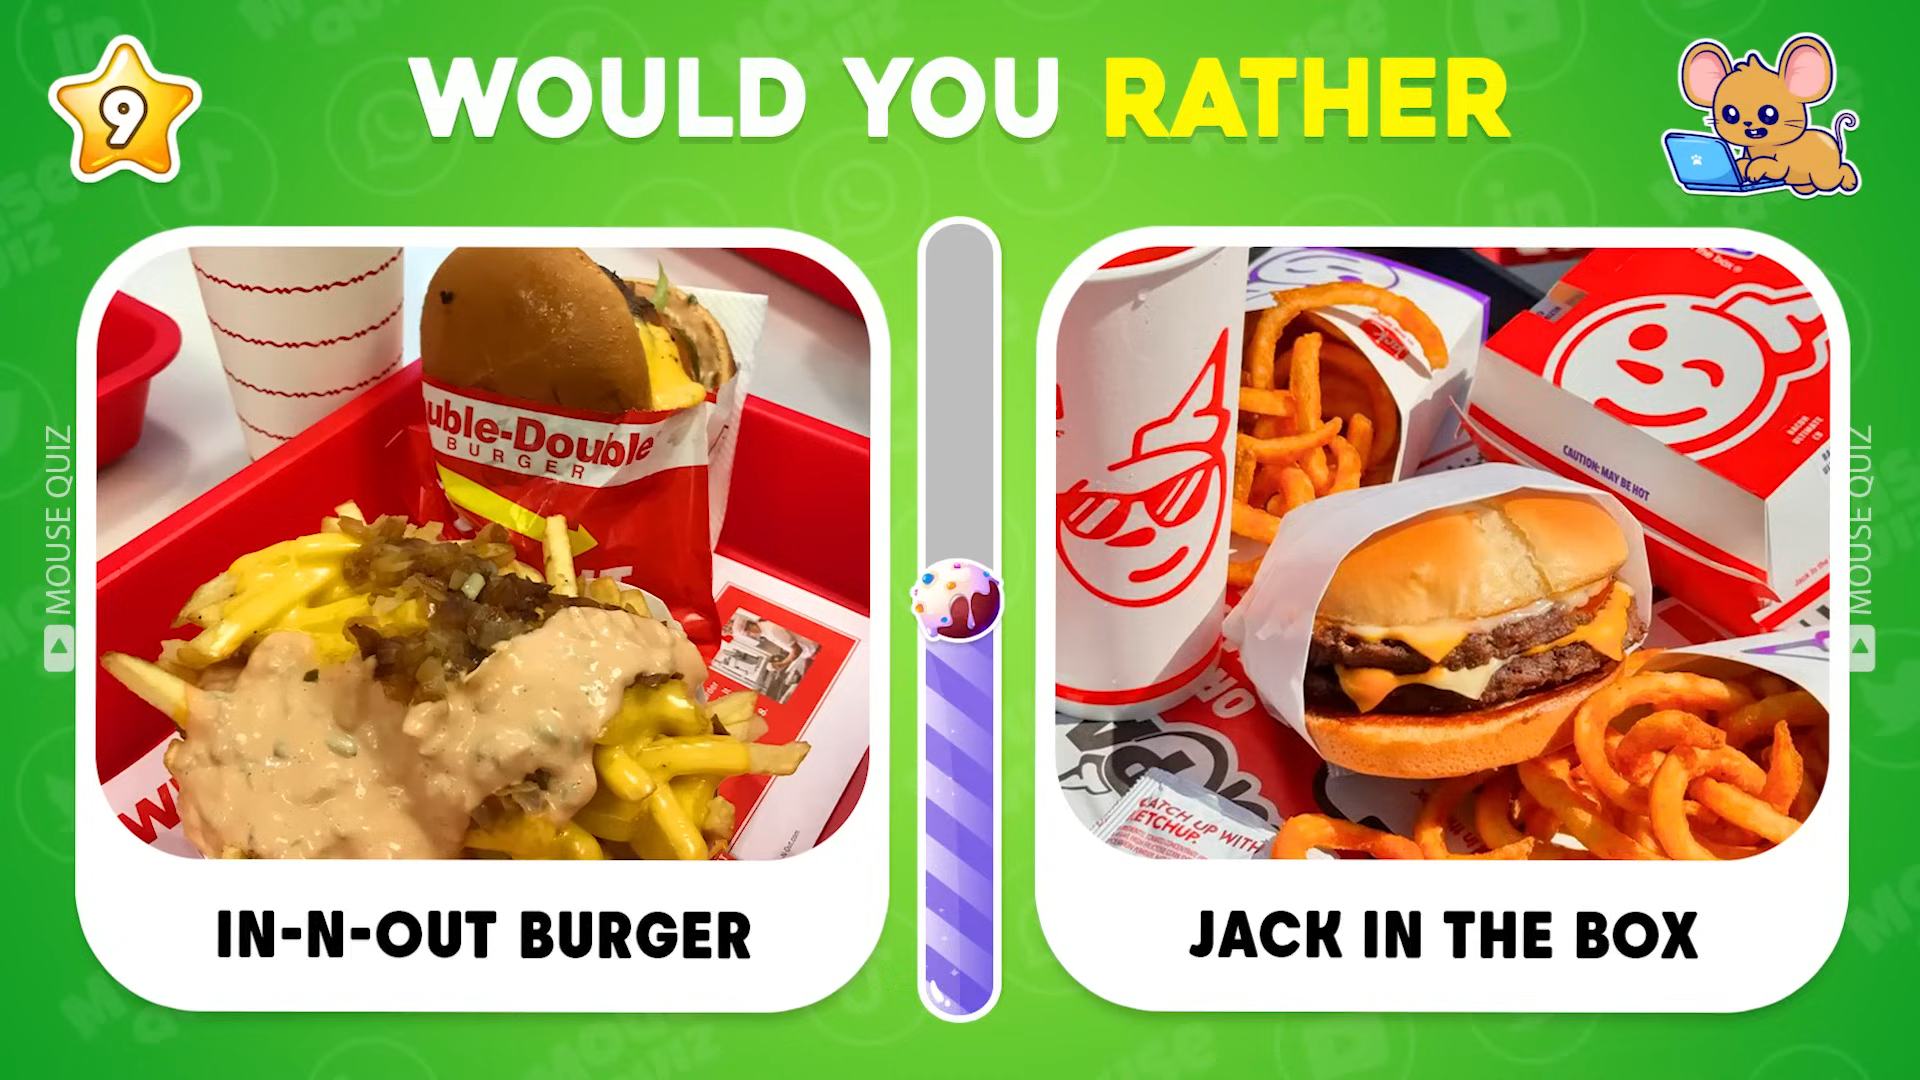 9
WOULD YOU RATHER
MOUSE QUIZ
uble-Double
BURGER
CAUTION: MAY BE HOT
CATCH UP WITH
KETCHUP.
MOUSE QUIZ
IN-N-OUT BURGER
JACK IN THE BOX